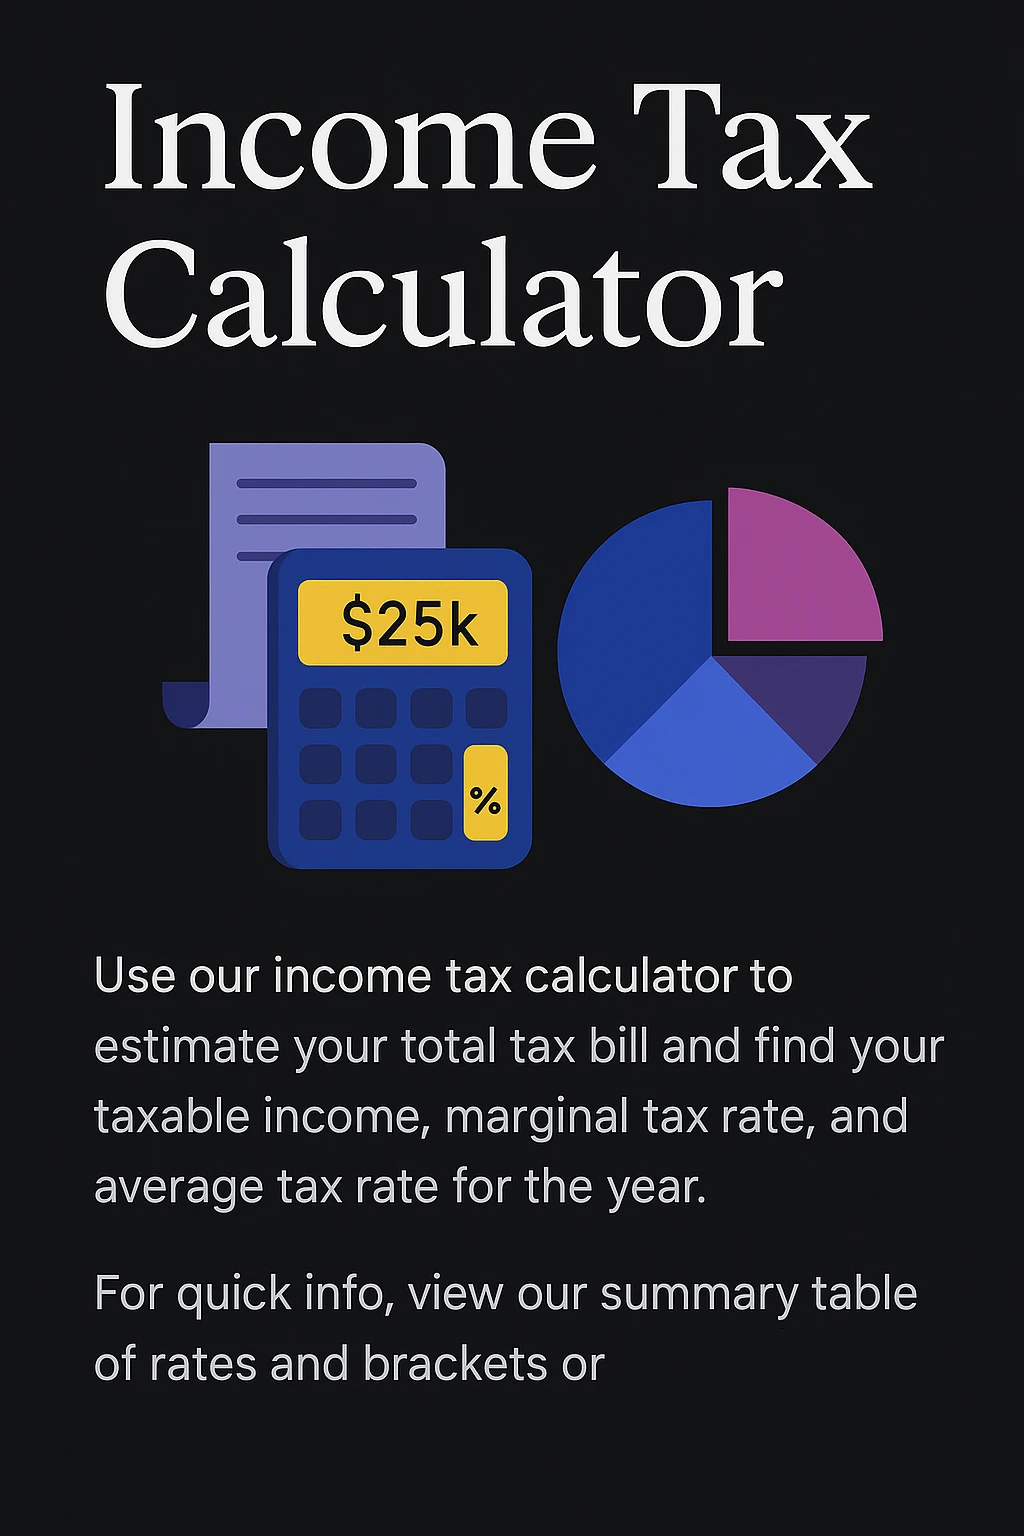 Income Tax
Calculator
$25k
%
Use our income tax calculator to
estimate your total tax bill and find your
taxable income, marginal tax rate, and
average tax rate for the year.
For quick info, view our summary table
of rates and brackets or